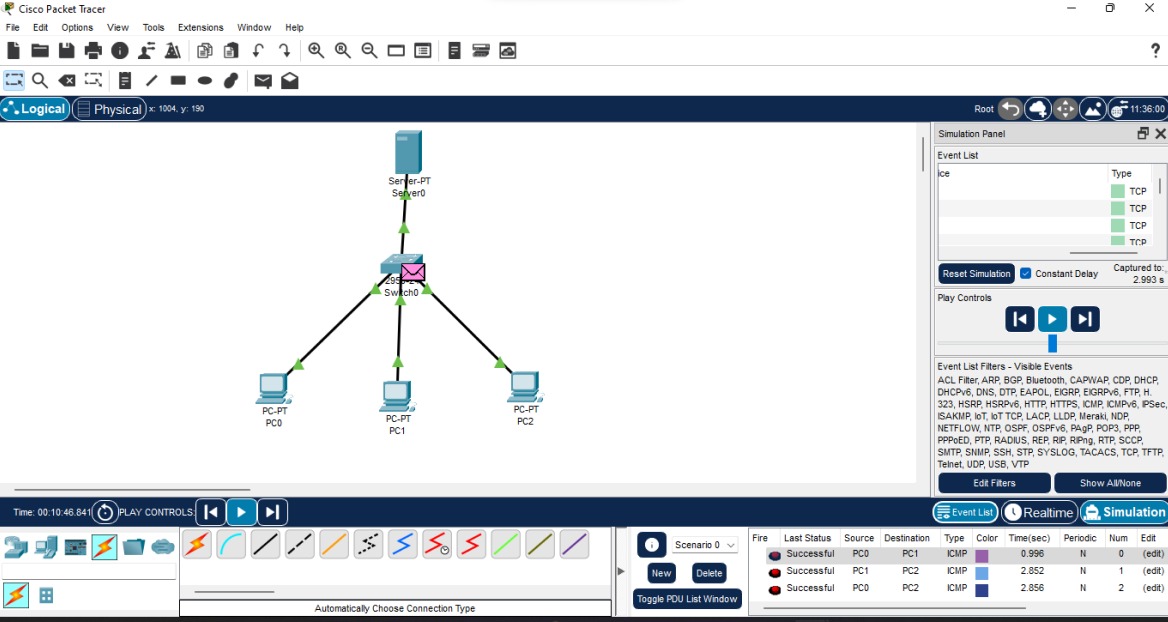 Cisco Packet Tracer
File Edit Options View Tools Extensions Window Help
?
Logical Physical x: 1004, y: 190 Root 11:36:00
Server-PT
Server0
Switch0
PC-PT
PC0
PC-PT
PC1
PC-PT
PC2
Simulation Panel
Event List
ice Type
TCP
TCP
TCP
TCP
Reset Simulation Constant Delay Captured to:
2.993 s
Play Controls
Event List Filters - Visible Events
ACL Filter, ARP, BGP, Bluetooth, CAPWAP, CDP, DHCP,
DHCPv6, DNS, DTP, EAPOL, EIGRP, EIGRPv6, FTP, H.
323, HSRP, HSRPv6, HTTP, HTTPS, ICMP, ICMPv6, IPSec,
ISAKMP, IoT, IoT TCP, LACP, LLDP, Meraki, NDP,
NETFLOW, NTP, OSPF, OSPFv6, PAgP, POP3, PPP,
PPPoED, PTP, RADIUS, REP, RIP, RIPng, RTP, SCCP,
SMTP, SNMP, SSH, STP, SYSLOG, TACACS, TCP, TFTP,
Telnet, UDP, USB, VTP
Edit Filters Show All/None
Time: 00:10:46.841 PLAY CONTROLS: Event List Realtime Simulation
Automatically Choose Connection Type
Scenario 0
New Delete
Toggle PDU List Window
Fire Last Status Source Destination Type Color Time(sec) Periodic Num Edit
Successful PC0 PC1 ICMP 0.996 N 0 (edit)
Successful PC1 PC2 ICMP 2.852 N 1 (edit)
Successful PC0 PC2 ICMP 2.856 N 2 (edit)